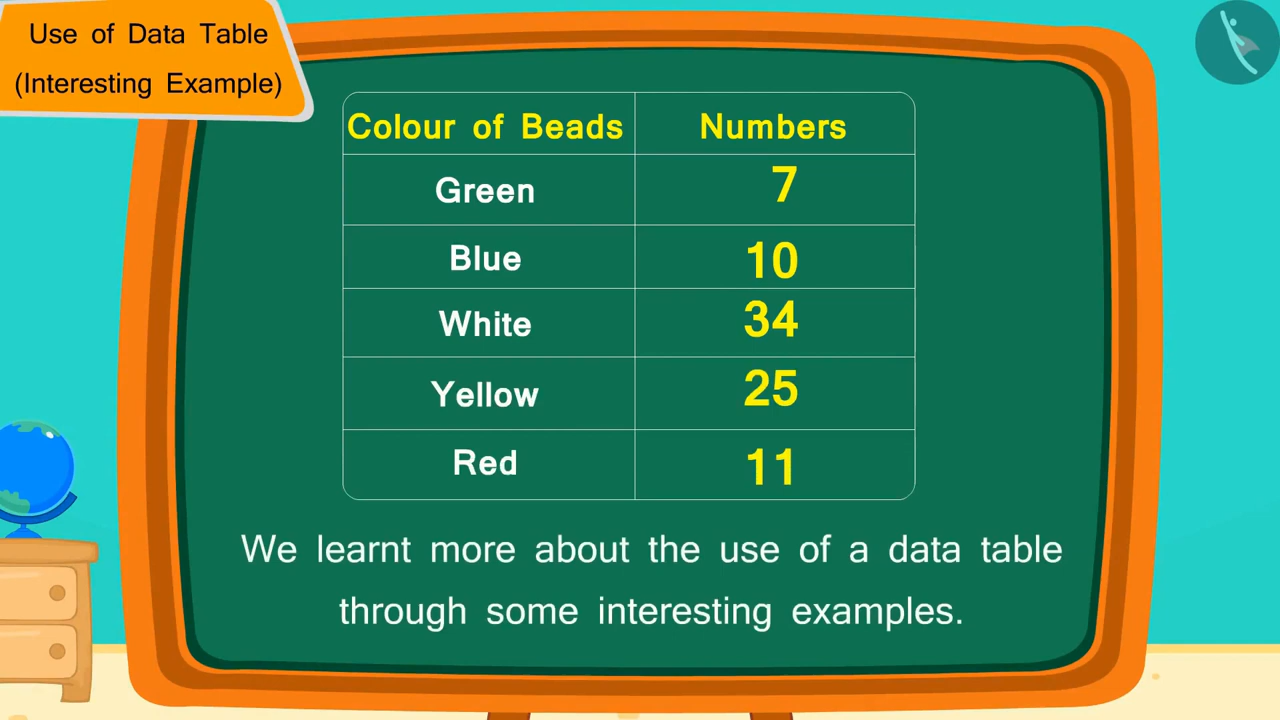 Use of Data Table
(Interesting Example)
Colour of Beads Numbers
Green 7
Blue 10
White 34
Yellow 25
Red 11
We learnt more about the use of a data table
through some interesting examples.